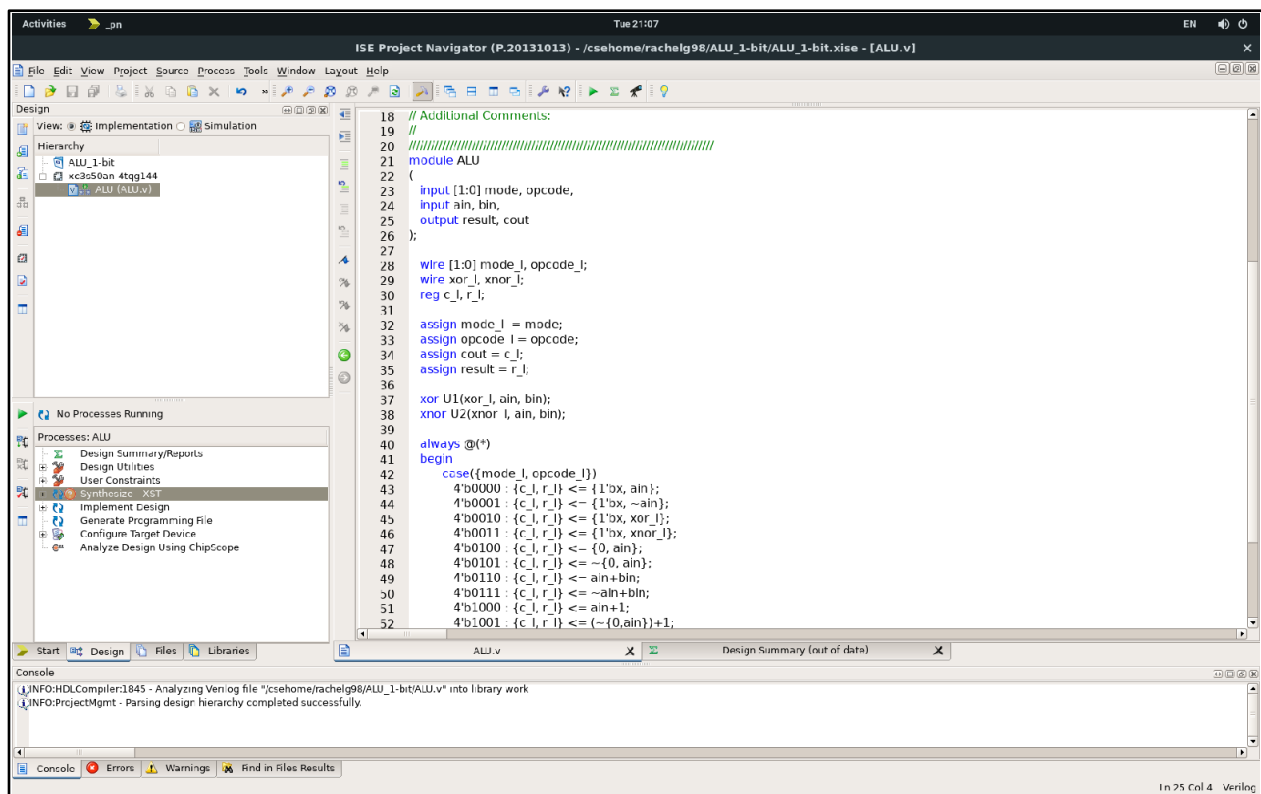 Activities _pn Tue 21:07 EN
ISE Project Navigator (P.20131013) - /csehome/rachelg98/ALU_1-bit/ALU_1-bit.xise - [ALU.v]
File Edit View Project Source Process Tools Window Layout Help
Design
View: Implementation Simulation
Hierarchy
ALU_1-bit
xc3s50an-4tqg144
ALU (ALU.v)
No Processes Running
Processes: ALU
Design Summary/Reports
Design Utilities
User Constraints
Synthesize - XST
Implement Design
Generate Programming File
Configure Target Device
Analyze Design Using ChipScope
Start Design Files Libraries
18 // Additional Comments:
19 //
20 //////////////////////////////////////////////////////////////////////////////////
21 module ALU
22 (
23 input [1:0] mode, opcode,
24 input ain, bin,
25 output result, cout
26 );
27
28 wire [1:0] mode_l, opcode_l;
29 wire xor_l, xnor_l;
30 reg c_l, r_l;
31
32 assign mode_l = mode;
33 assign opcode_l = opcode;
34 assign cout = c_l;
35 assign result = r_l;
36
37 xor U1(xor_l, ain, bin);
38 xnor U2(xnor_l, ain, bin);
39
40 always @(*)
41 begin
42 case({mode_l, opcode_l})
43 4'b0000 : {c_l, r_l} <= {1'bx, ain};
44 4'b0001 : {c_l, r_l} <= {1'bx, ~ain};
45 4'b0010 : {c_l, r_l} <= {1'bx, xor_l};
46 4'b0011 : {c_l, r_l} <= {1'bx, xnor_l};
47 4'b0100 : {c_l, r_l} <= {0, ain};
48 4'b0101 : {c_l, r_l} <= ~{0, ain};
49 4'b0110 : {c_l, r_l} <= ain+bin;
50 4'b0111 : {c_l, r_l} <= ~ain+bin;
51 4'b1000 : {c_l, r_l} <= ain+1;
52 4'b1001 : {c_l, r_l} <= (~{0,ain})+1;
ALU.v Design Summary (out of date)
Console
INFO:HDLCompiler:1845 - Analyzing Verilog file "/csehome/rachelg98/ALU_1-bit/ALU.v" into library work
INFO:ProjectMgmt - Parsing design hierarchy completed successfully.
Console Errors Warnings Find in Files Results
Ln 25 Col 4 Verilog